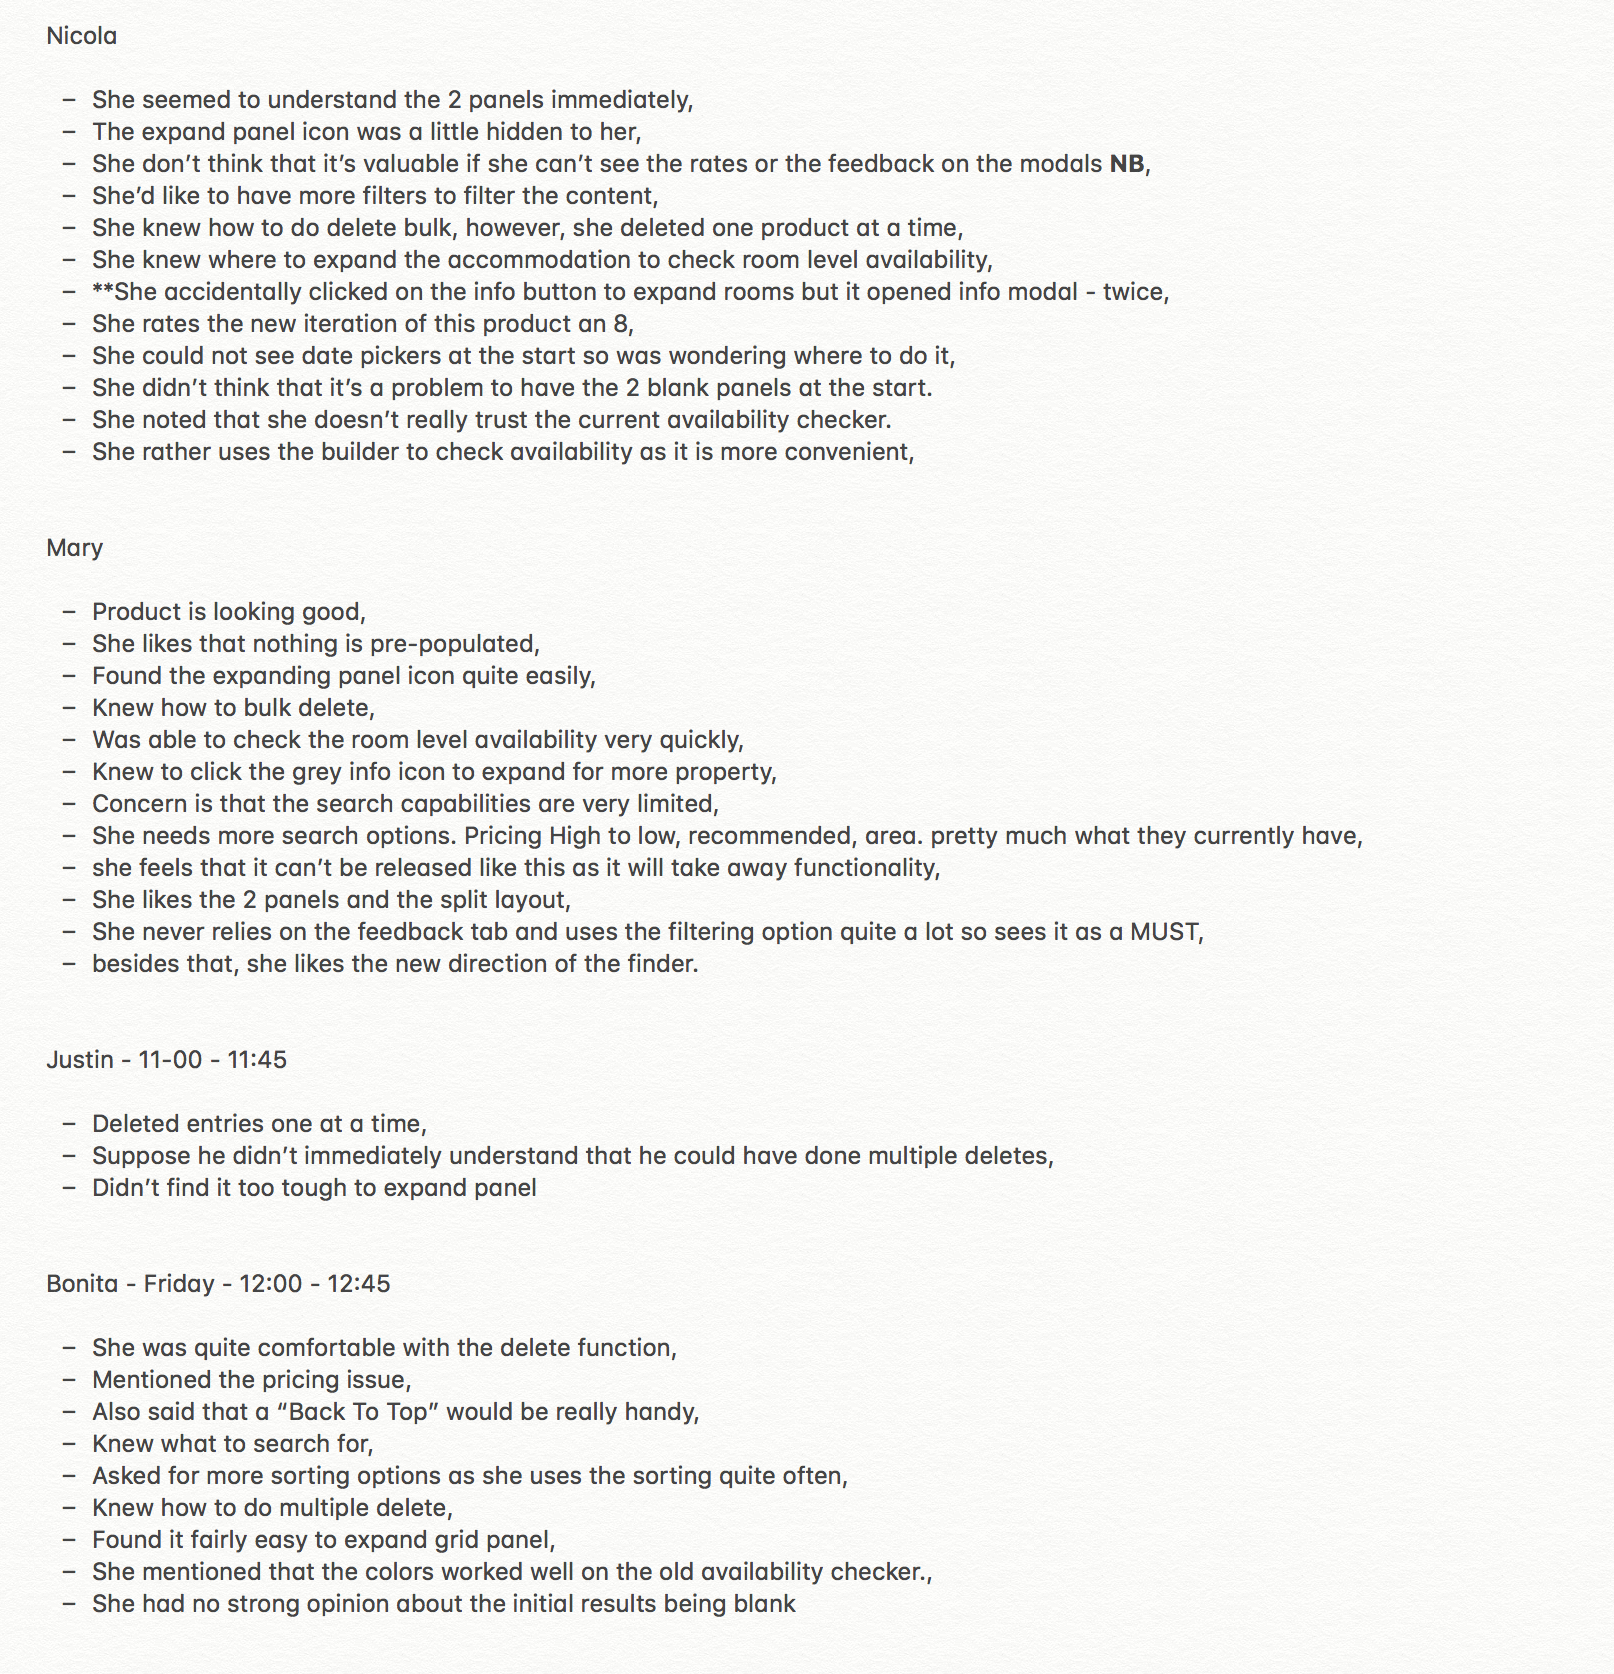 Nicola
– She seemed to understand the 2 panels immediately,
– The expand panel icon was a little hidden to her,
– She don’t think that it’s valuable if she can’t see the rates or the feedback on the modals NB,
– She’d like to have more filters to filter the content,
– She knew how to do delete bulk, however, she deleted one product at a time,
– She knew where to expand the accommodation to check room level availability,
– **She accidentally clicked on the info button to expand rooms but it opened info modal - twice,
– She rates the new iteration of this product an 8,
– She could not see date pickers at the start so was wondering where to do it,
– She didn’t think that it’s a problem to have the 2 blank panels at the start.
– She noted that she doesn’t really trust the current availability checker.
– She rather uses the builder to check availability as it is more convenient,
Mary
– Product is looking good,
– She likes that nothing is pre-populated,
– Found the expanding panel icon quite easily,
– Knew how to bulk delete,
– Was able to check the room level availability very quickly,
– Knew to click the grey info icon to expand for more property,
– Concern is that the search capabilities are very limited,
– She needs more search options. Pricing High to low, recommended, area. pretty much what they currently have,
– she feels that it can’t be released like this as it will take away functionality,
– She likes the 2 panels and the split layout,
– She never relies on the feedback tab and uses the filtering option quite a lot so sees it as a MUST,
– besides that, she likes the new direction of the finder.
Justin - 11-00 - 11:45
– Deleted entries one at a time,
– Suppose he didn’t immediately understand that he could have done multiple deletes,
– Didn’t find it too tough to expand panel
Bonita - Friday - 12:00 - 12:45
– She was quite comfortable with the delete function,
– Mentioned the pricing issue,
– Also said that a “Back To Top” would be really handy,
– Knew what to search for,
– Asked for more sorting options as she uses the sorting quite often,
– Knew how to do multiple delete,
– Found it fairly easy to expand grid panel,
– She mentioned that the colors worked well on the old availability checker.,
– She had no strong opinion about the initial results being blank